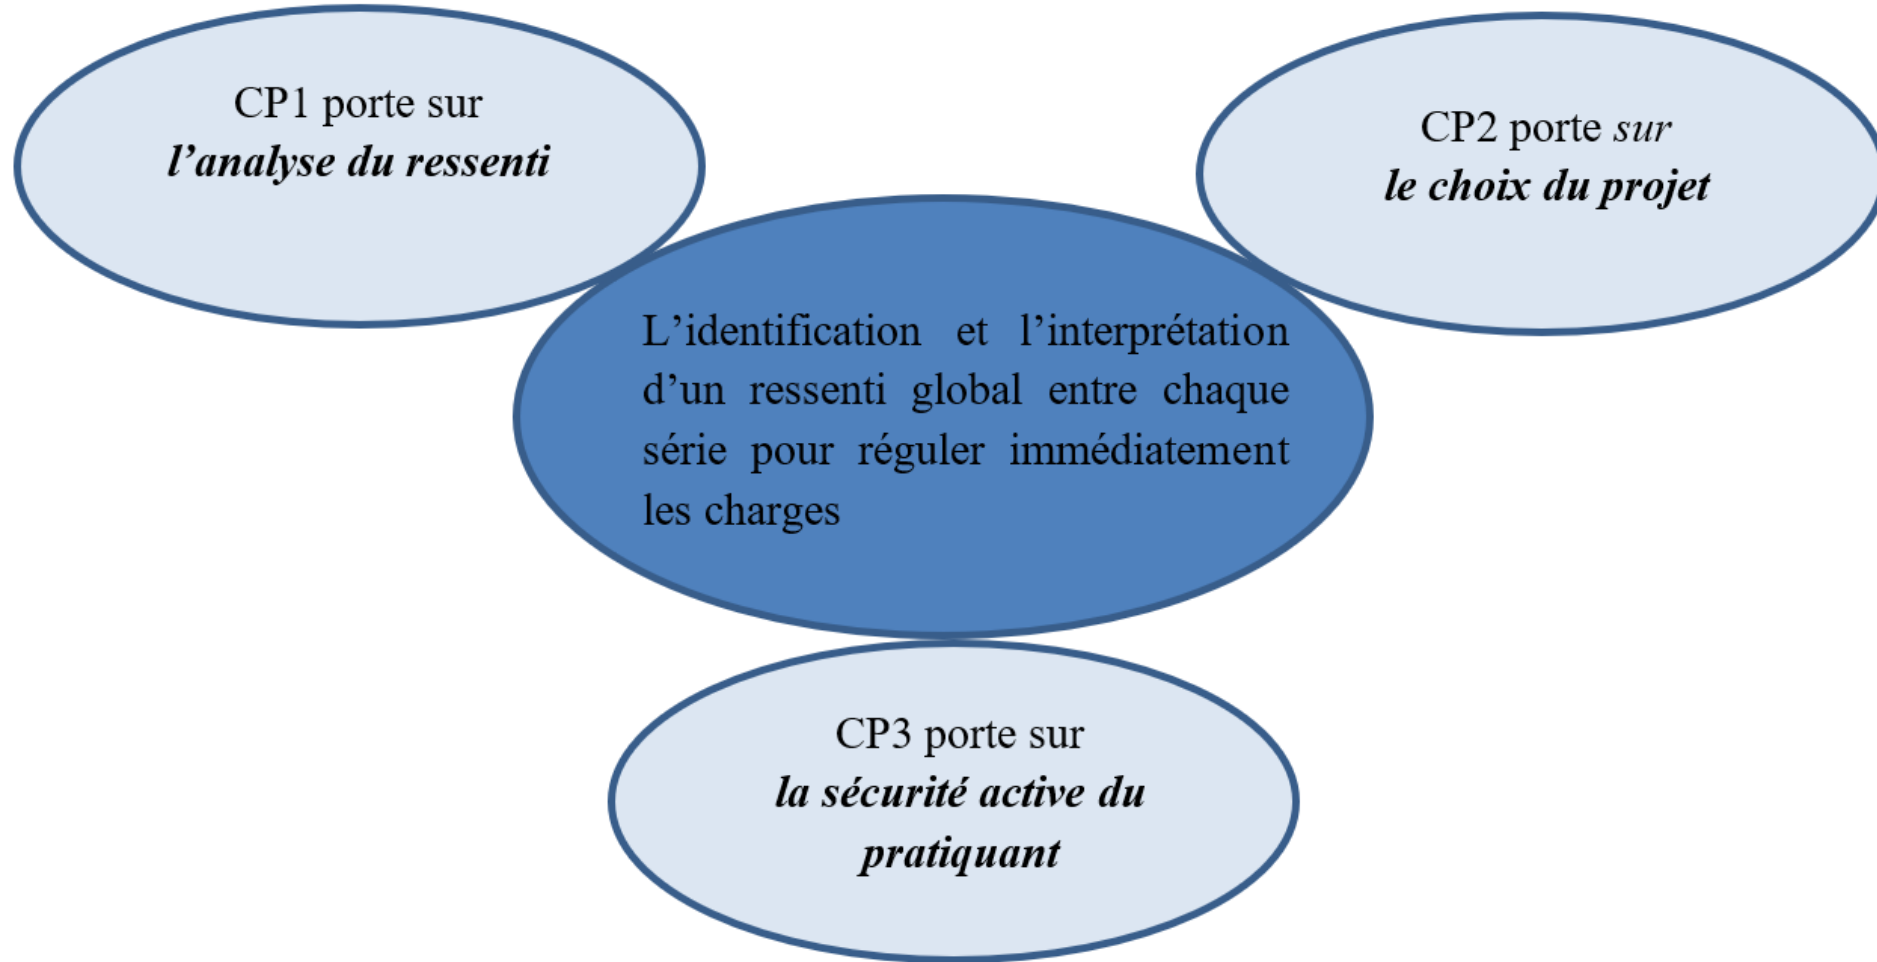 CP1 porte sur
l’analyse du ressenti
CP2 porte sur
le choix du projet
L’identification et l’interprétation
d’un ressenti global entre chaque
série pour réguler immédiatement
les charges
CP3 porte sur
la sécurité active du
pratiquant